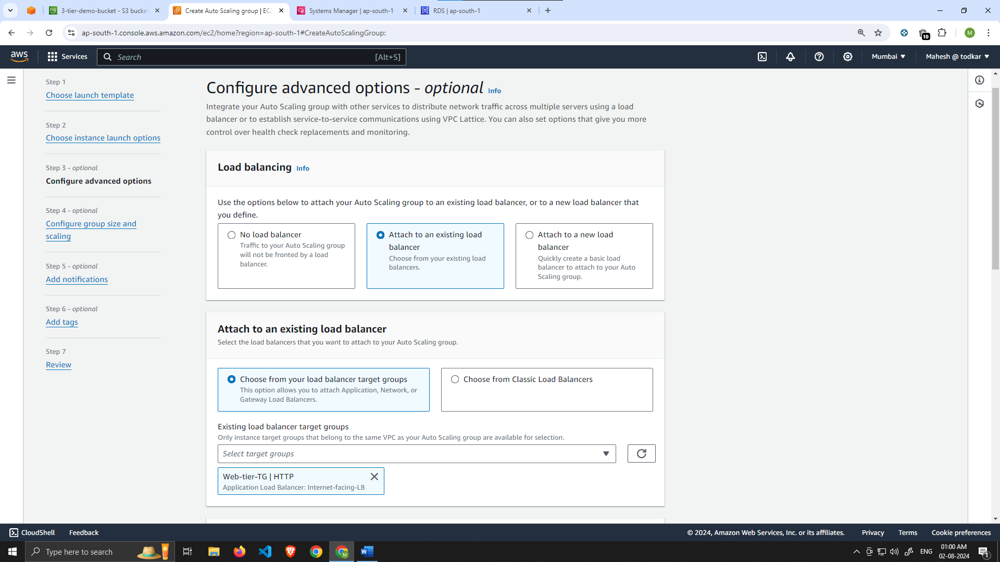 3-tier-demo-bucket - S3 bucket
Create Auto Scaling group | EC2
Systems Manager | ap-south-1
RDS | ap-south-1
ap-south-1.console.aws.amazon.com/ec2/home?region=ap-south-1#CreateAutoScalingGroup:
10
M
aws
Services
Search
[Alt+S]
Mumbai
Mahesh @ todkar
Step 1
Choose launch template
Step 2
Choose instance launch options
Step 3 - optional
Configure advanced options
Step 4 - optional
Configure group size and
scaling
Step 5 - optional
Add notifications
Step 6 - optional
Add tags
Step 7
Review
Configure advanced options - optional Info
Integrate your Auto Scaling group with other services to distribute network traffic across multiple servers using a load
balancer or to establish service-to-service communications using VPC Lattice. You can also set options that give you more
control over health check replacements and monitoring.
Load balancing Info
Use the options below to attach your Auto Scaling group to an existing load balancer, or to a new load balancer that
you define.
No load balancer
Traffic to your Auto Scaling group
will not be fronted by a load
balancer.
Attach to an existing load
balancer
Choose from your existing load
balancers.
Attach to a new load
balancer
Quickly create a basic load
balancer to attach to your Auto
Scaling group.
Attach to an existing load balancer
Select the load balancers that you want to attach to your Auto Scaling group.
Choose from your load balancer target groups
This option allows you to attach Application, Network, or
Gateway Load Balancers.
Choose from Classic Load Balancers
Existing load balancer target groups
Only instance target groups that belong to the same VPC as your Auto Scaling group are available for selection.
Select target groups
Web-tier-TG | HTTP
Application Load Balancer: Internet-facing-LB
CloudShell
Feedback
© 2024, Amazon Web Services, Inc. or its affiliates.
Privacy
Terms
Cookie preferences
Type here to search
M
W
ENG
01:00 AM
02-08-2024
1